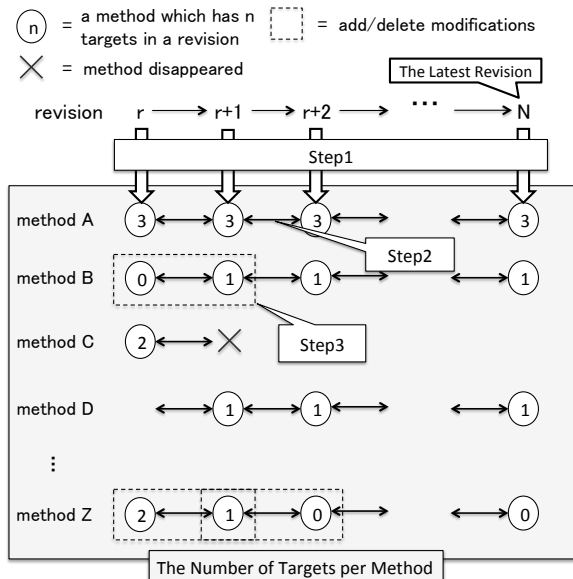 n = a method which has n
targets in a revision
= add/delete modifications
= method disappeared
The Latest Revision
revision r r+1 r+2 ... N
Step1
method A 3 3 3 3
Step2
method B 0 1 1 1
Step3
method C 2
method D 1 1 1
...
method Z 2 1 0 0
The Number of Targets per Method